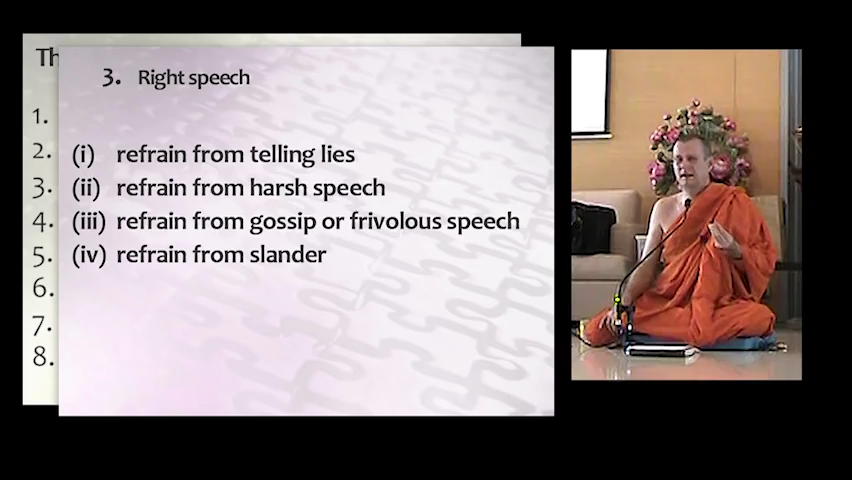 Th
3. Right speech
1.
2.
3.
4.
5.
6.
7.
8.
(i) refrain from telling lies
(ii) refrain from harsh speech
(iii) refrain from gossip or frivolous speech
(iv) refrain from slander